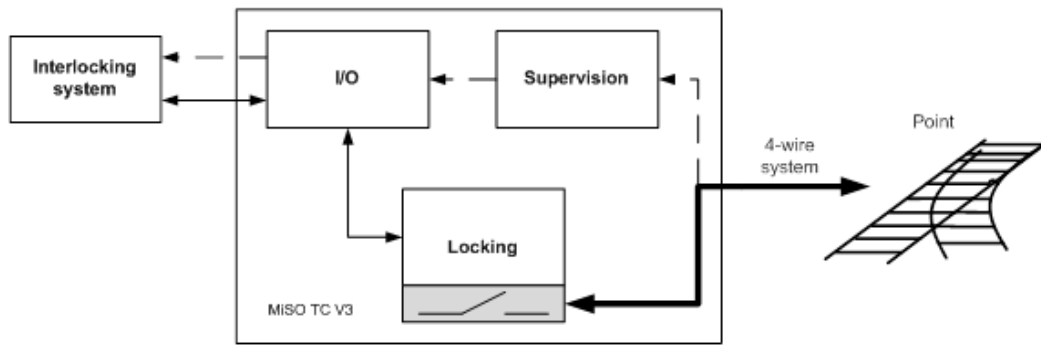 Interlocking
system
I/O
Supervision
Point
4-wire
system
Locking
MiSO TC V3